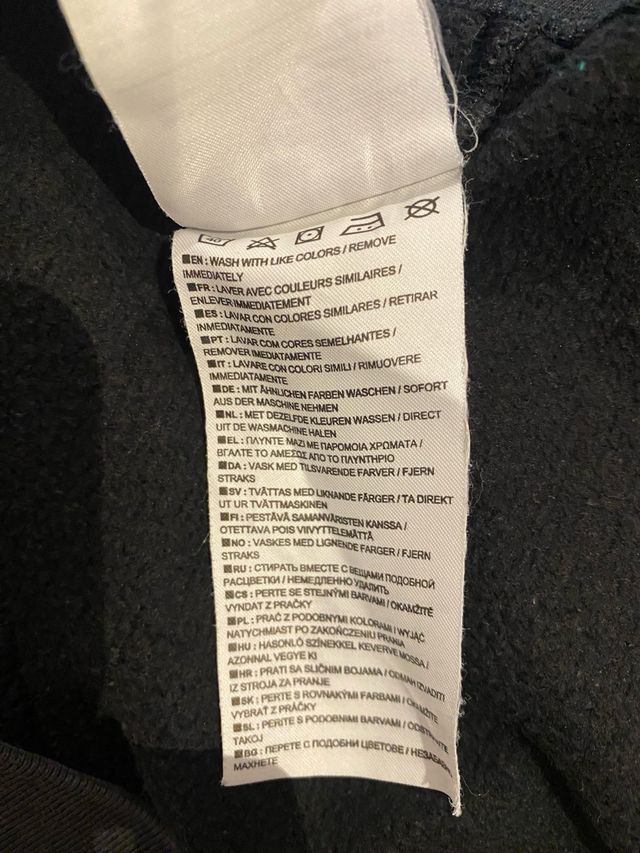 ■EN : WASH WITH LIKE COLORS / REMOVE
IMMEDIATELY
■FR : LAVER AVEC COULEURS SIMILAIRES /
ENLEVER IMMEDIATEMENT
■ES : LAVAR CON COLORES SIMILARES / RETIRAR
INMEDIATAMENTE
■PT : LAVAR COM CORES SEMELHANTES /
REMOVER IMEDIATAMENTE
■IT : LAVARE CON COLORI SIMILI / RIMUOVERE
IMMEDIATAMENTE
■DE : MIT ÄHNLICHEN FARBEN WASCHEN / SOFORT
AUS DER MASCHINE NEHMEN
■NL : MET DEZELFDE KLEUREN WASSEN / DIRECT
UIT DE WASMACHINE HALEN
■EL : ΠΛΥΝΤΕ ΜΑΖΙ ΜΕ ΠΑΡΟΜΟΙΑ ΧΡΩΜΑΤΑ /
ΒΓΑΛΤΕ ΤΟ ΑΜΕΣΩΣ ΑΠΟ ΤΟ ΠΛΥΝΤΗΡΙΟ
■DA : VASK MED TILSVARENDE FARVER / FJERN
STRAKS
■SV : TVÄTTAS MED LIKNANDE FÄRGER / TA DIREKT
UT UR TVÄTTMASKINEN
■FI : PESTÄVÄ SAMANVÄRISTEN KANSSA /
OTETTAVA POIS VIIVYTTELEMÄTTÄ
■NO : VASKES MED LIGNENDE FARGER / FJERN
STRAKS
■RU : СТИРАТЬ ВМЕСТЕ С ВЕЩАМИ ПОДОБНОЙ
РАСЦВЕТКИ / НЕМЕДЛЕННО УДАЛИТЬ
■CS : PERTE SE STEJNÝMI BARVAMI / OKAMŽITĚ
VYNDAT Z PRAČKY
■PL : PRAĆ Z PODOBNYMI KOLORAMI / WYJĄĆ
NATYCHMIAST PO ZAKOŃCZENIU PRANIA
■HU : HASONLÓ SZÍNEKKEL KEVERVE MOSSA /
AZONNAL VEGYE KI
■HR : PRATI SA SLIČNIM BOJAMA / ODMAH IZVADITI
IZ STROJA ZA PRANJE
■SK : PERTE S ROVNAKÝMI FARBAMI / OKAMŽITE
VYBRAŤ Z PRÁČKY
■SL : PERITE S PODOBNIMI BARVAMI / ODSTRANITE
TAKOJ
■BG : ПЕРЕТЕ С ПОДОБНИ ЦВЕТОВЕ /
МАХНЕТЕ